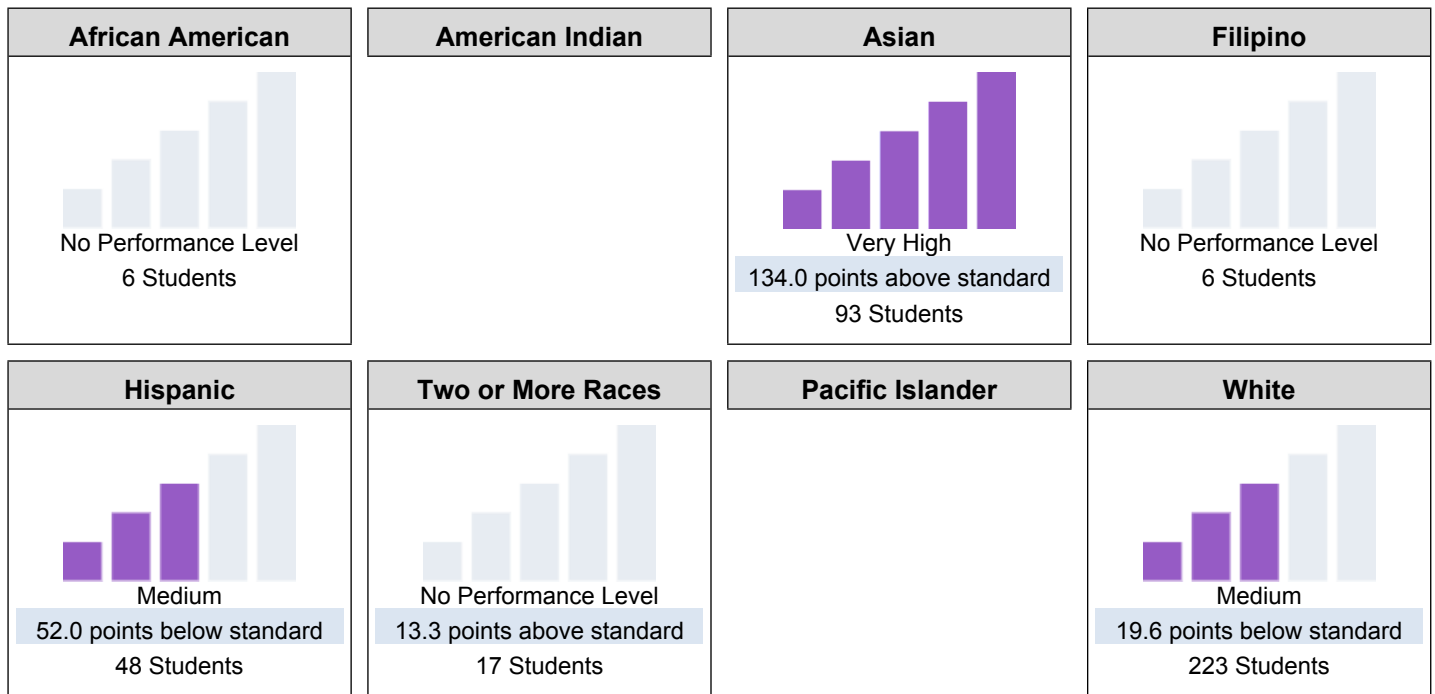 African American
No Performance Level
6 Students
American Indian
Asian
Very High
134.0 points above standard
93 Students
Filipino
No Performance Level
6 Students
Hispanic
Medium
52.0 points below standard
48 Students
Two or More Races
No Performance Level
13.3 points above standard
17 Students
Pacific Islander
White
Medium
19.6 points below standard
223 Students